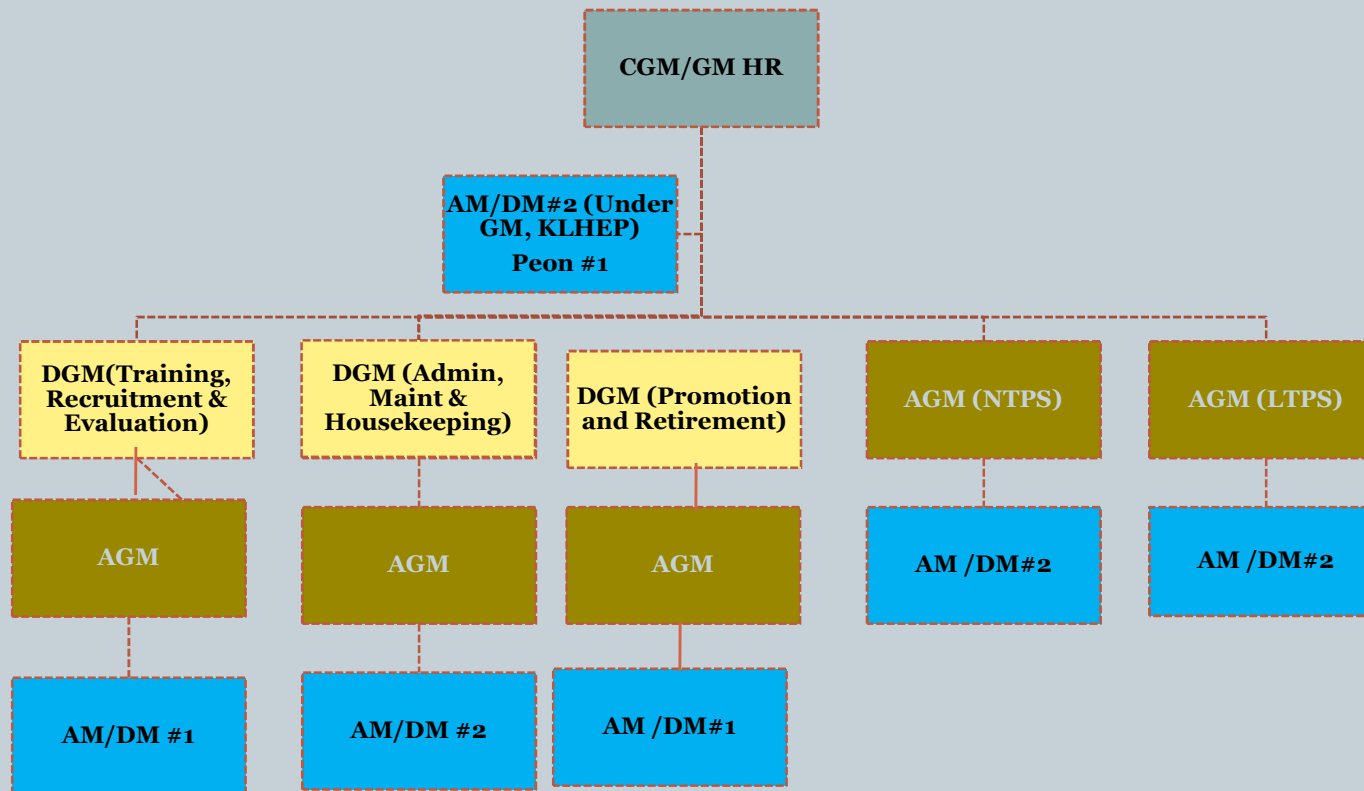 CGM/GM HR
AM/DM#2 (Under
GM, KLHEP)
Peon #1
DGM(Training,
Recruitment &
Evaluation)
DGM (Admin,
Maint &
Housekeeping)
DGM (Promotion
and Retirement)
AGM (NTPS)
AGM (LTPS)
AGM
AGM
AGM
AM /DM#2
AM /DM#2
AM/DM #1
AM/DM #2
AM /DM#1